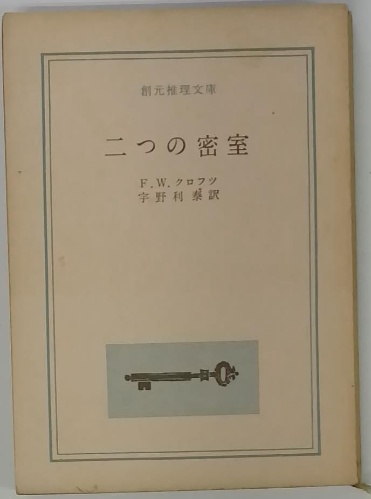 創元推理文庫
二つの密室
F.W.クロフツ
宇野利泰訳